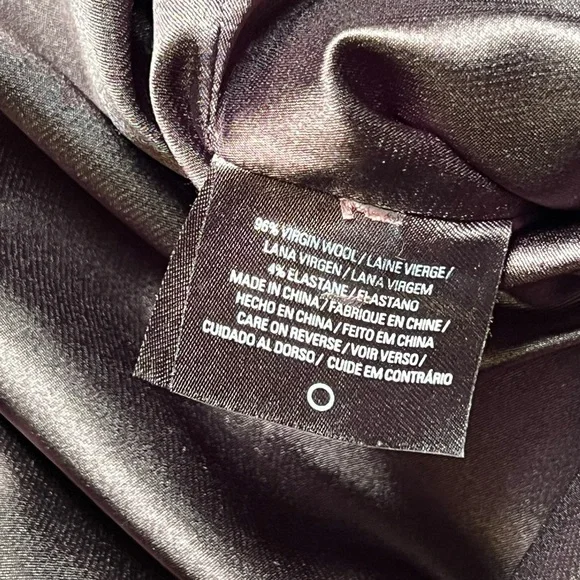 96% VIRGIN WOOL / LAINE VIERGE /
LANA VIRGEN / LANA VIRGEM
4% ELASTANE / ELASTANO
MADE IN CHINA / FABRIQUE EN CHINE /
HECHO EN CHINA / FEITO EM CHINA
CARE ON REVERSE / VOIR VERSO /
CUIDADO AL DORSO / CUIDE EM CONTRÁRIO